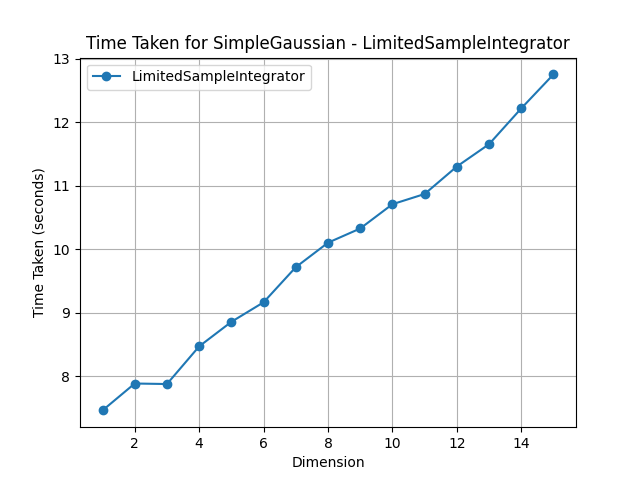 Time Taken for SimpleGaussian - LimitedSampleIntegrator
LimitedSampleIntegrator
13
12
11
10
9
8
Time Taken (seconds)
2 4 6 8 10 12 14
Dimension